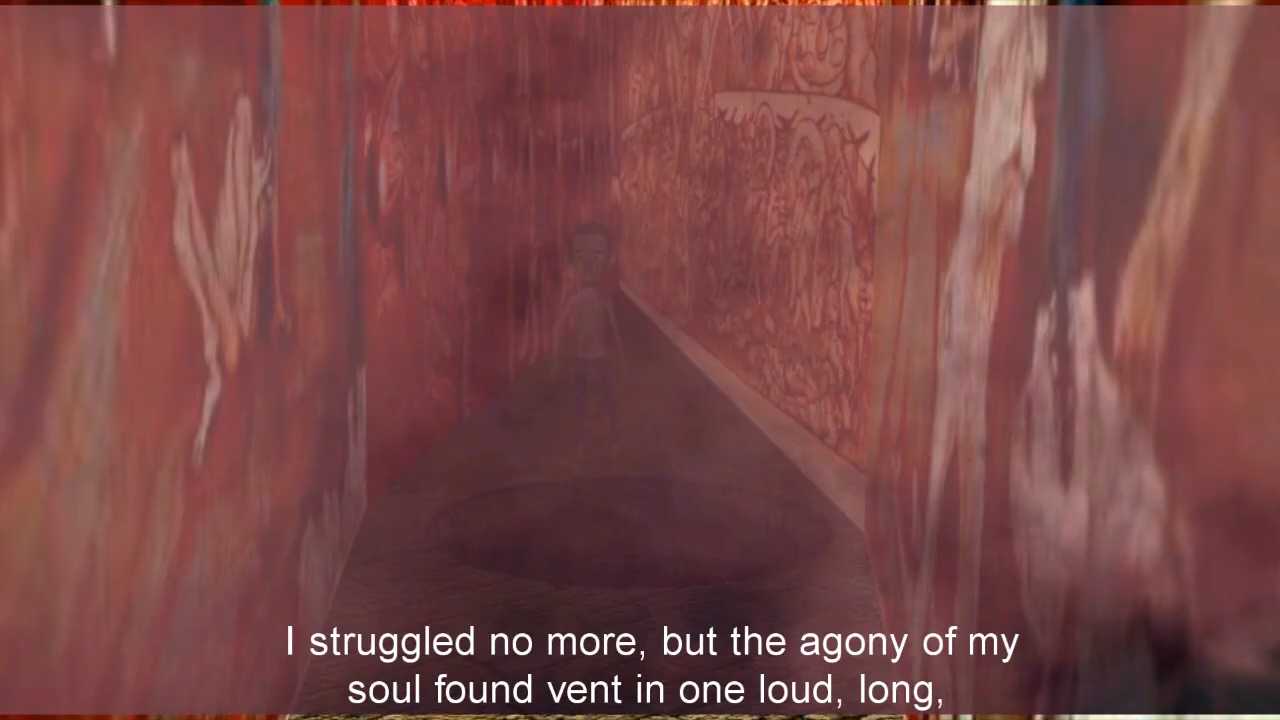 I struggled no more, but the agony of my
soul found vent in one loud, long,